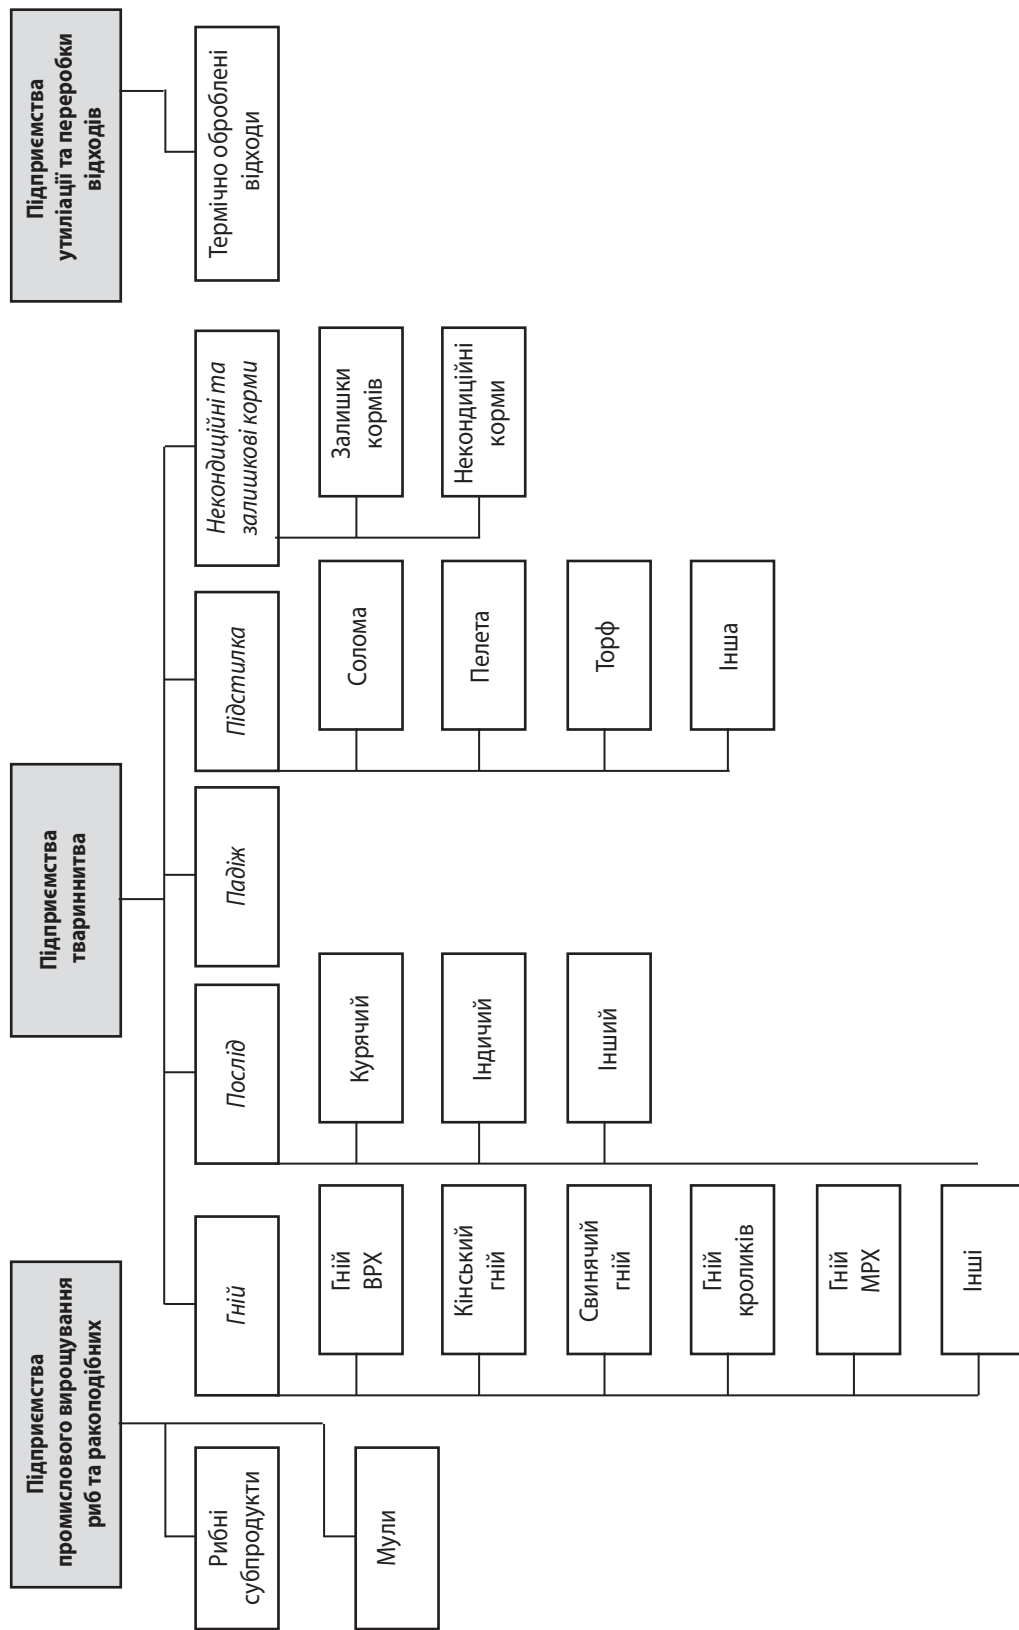 Підприємства
промислового вирощування
риб та ракоподібних
Рибні
субпродукти
Мули
Підприємства
тваринництва
Гній
Гній
ВРХ
Кінський
гній
Свинячий
гній
Гній
кроликів
Гній
МРХ
Інші
Послід
Курячий
Індичий
Інший
Падіж
Підстилка
Солома
Пелета
Торф
Інша
Некондиційні та
залишкові корми
Залишки
кормів
Некондиційні
корми
Підприємства
утиліації та переробки
відходів
Термічно оброблені
відходи